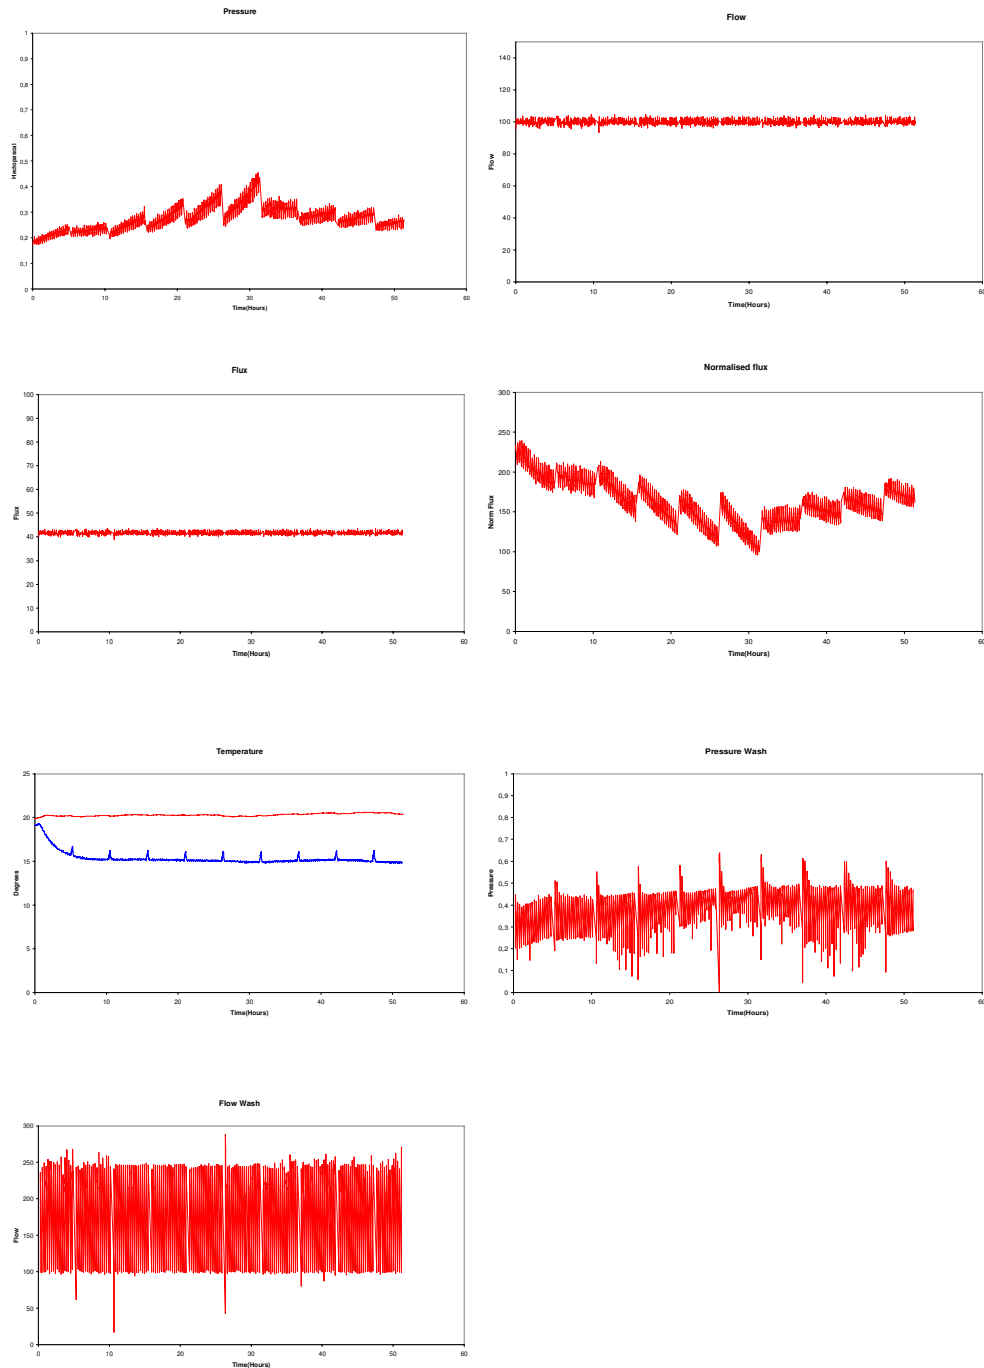 Pressure
1
0,9
0,8
0,7
0,6
0,5
0,4
0,3
0,2
0,1
0
Hectopascal
0 10 20 30 40 50 60
Time(Hours)
Flow
140
120
100
80
60
40
20
0
Flow
0 10 20 30 40 50 60
Time(Hours)
Flux
100
90
80
70
60
50
40
30
20
10
0
Flux
0 10 20 30 40 50 60
Time(Hours)
Normalised flux
300
250
200
150
100
50
0
Norm Flux
0 10 20 30 40 50 60
Time(Hours)
Temperature
25
20
15
10
5
0
Degrees
0 10 20 30 40 50 60
Time(Hours)
Pressure Wash
1
0,9
0,8
0,7
0,6
0,5
0,4
0,3
0,2
0,1
0
Pressure
0 10 20 30 40 50 60
Time(Hours)
Flow Wash
300
250
200
150
100
50
0
Flow
0 10 20 30 40 50 60
Time(Hours)